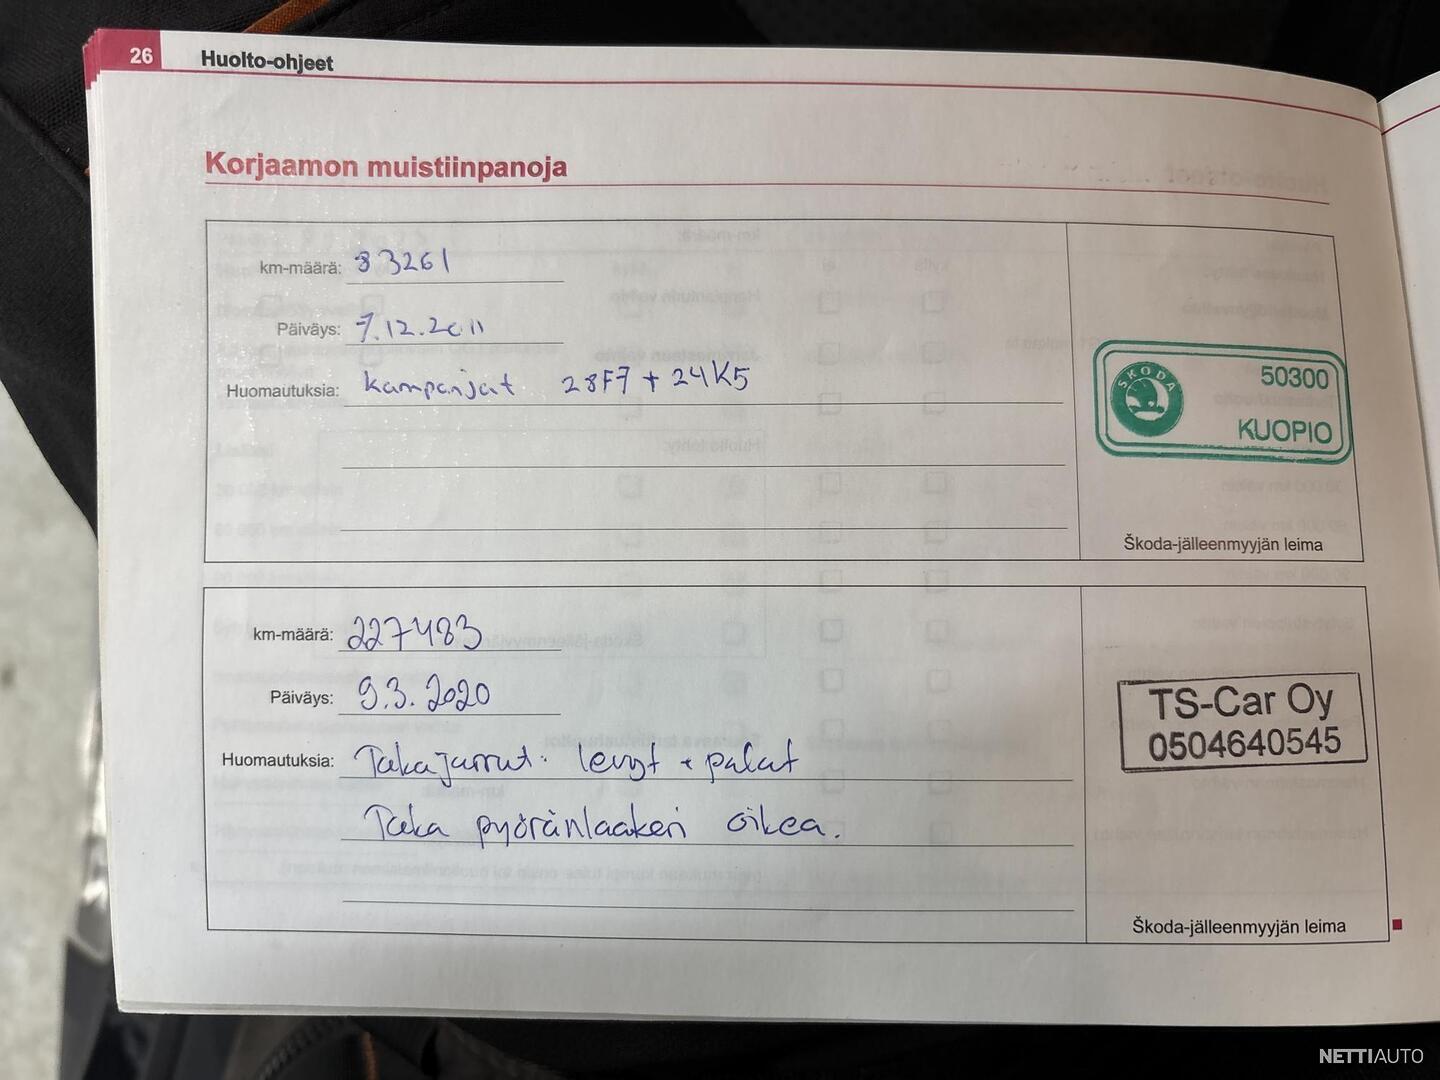 26 Huolto-ohjeet
Korjaamon muistiinpanoja
km-määrä: 83261
Päiväys: 7.12.2011
Huomautuksia: kampanjat 28F7 + 24K5
SKODA
50300
KUOPIO
Škoda-jälleenmyyjän leima
km-määrä: 227483
Päiväys: 9.3.2020
Huomautuksia: Takajarrut. levyt + palat
Taka pyöränlaakeri oikea.
TS-Car Oy
0504640545
Škoda-jälleenmyyjän leima
NETTIAUTO